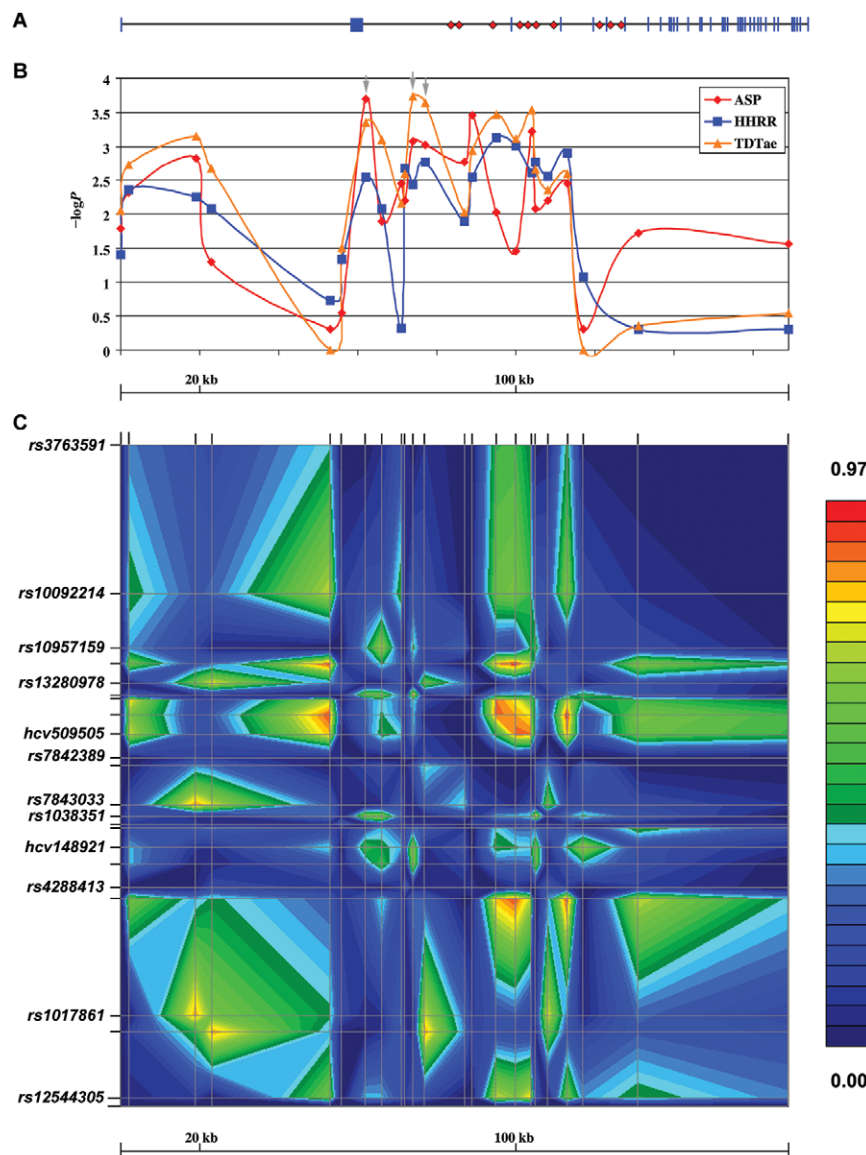 A
B
4
3.5
3
2.5
2
1.5
1
0.5
0
−logP
ASP
HHRR
TDTae
20 kb
100 kb
C
rs3763591
rs10092214
rs10957159
rs13280978
hcv509505
rs7842389
rs7843033
rs1038351
hcv148921
rs4288413
rs1017861
rs12544305
0.97
0.00
20 kb
100 kb